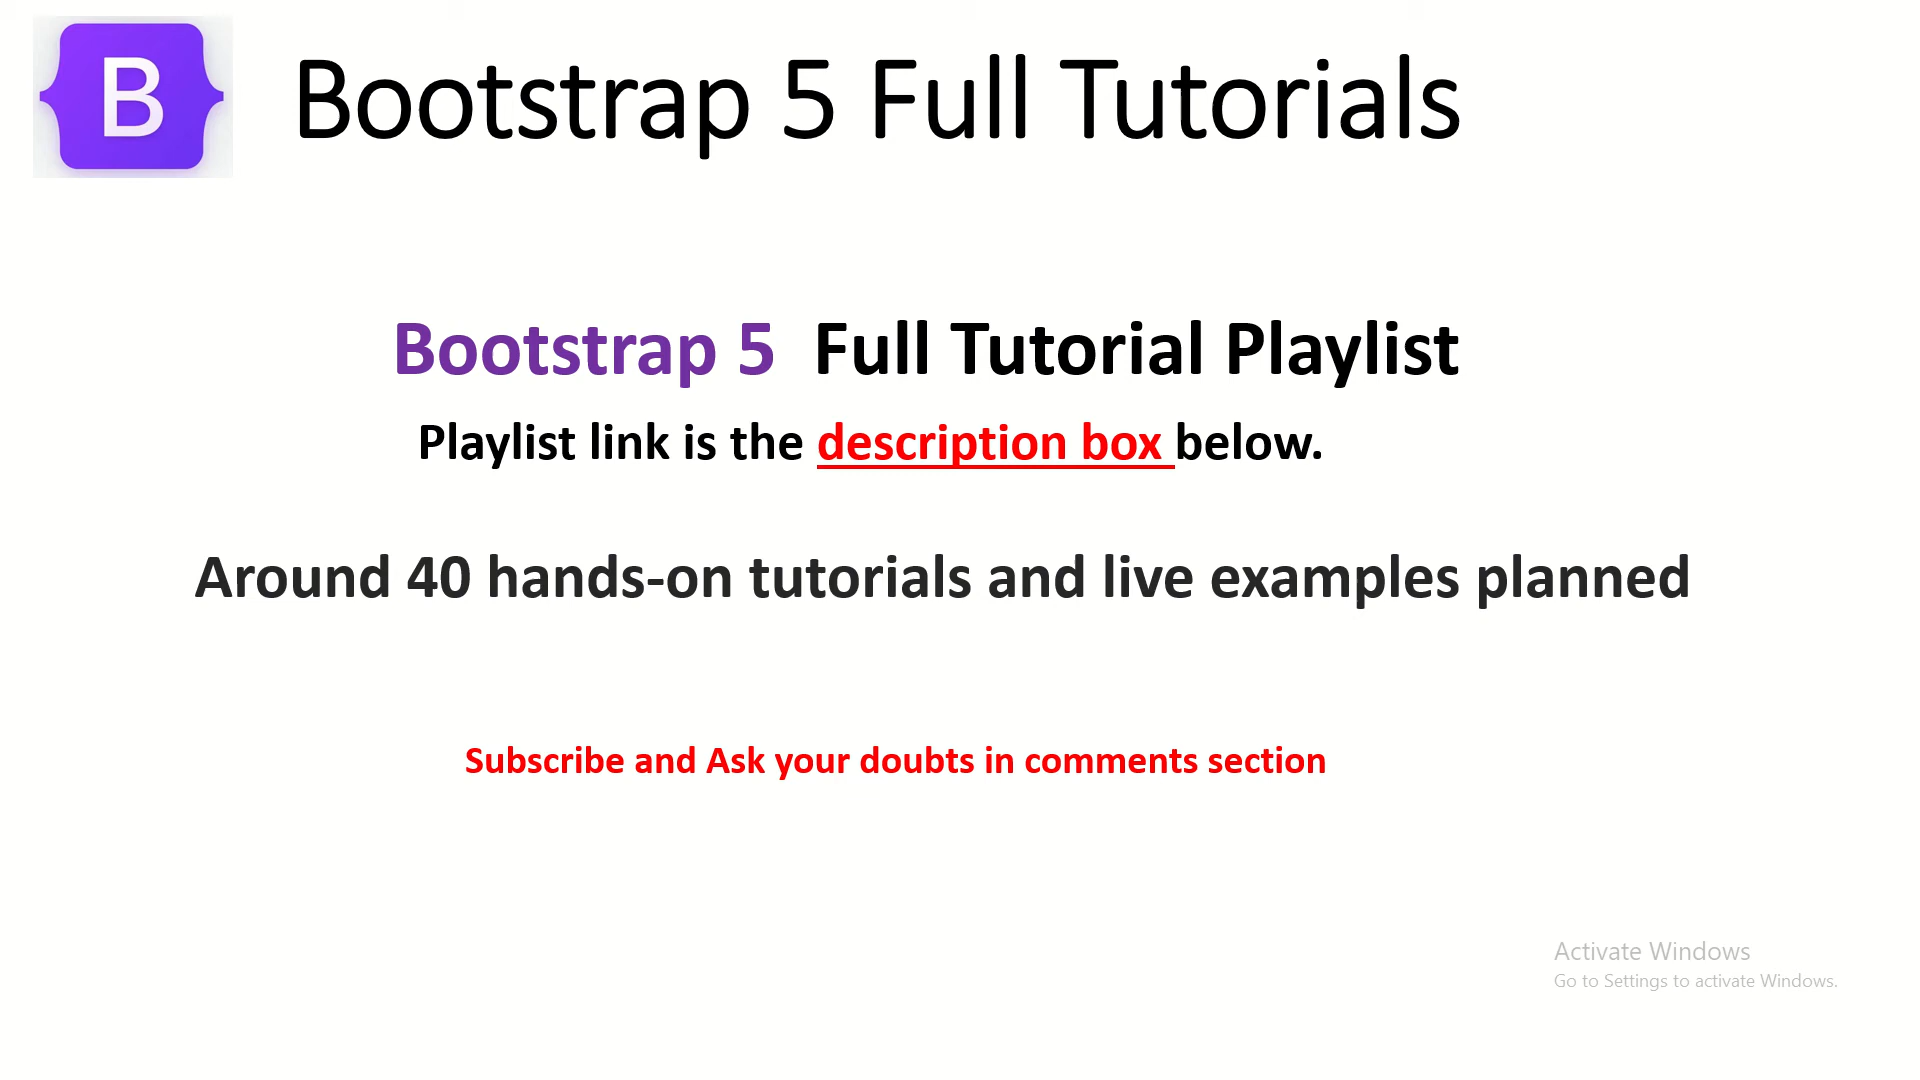 B
Bootstrap 5 Full Tutorials
Bootstrap 5 Full Tutorial Playlist
Playlist link is the description box below.
Around 40 hands-on tutorials and live examples planned
Subscribe and Ask your doubts in comments section
Activate Windows
Go to Settings to activate Windows.